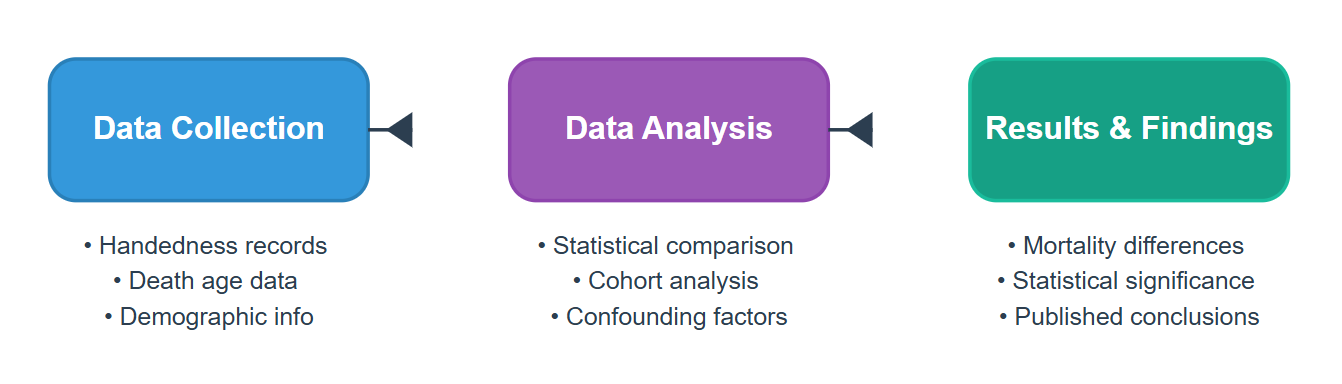 Data Collection
• Handedness records
• Death age data
• Demographic info
Data Analysis
• Statistical comparison
• Cohort analysis
• Confounding factors
Results & Findings
• Mortality differences
• Statistical significance
• Published conclusions